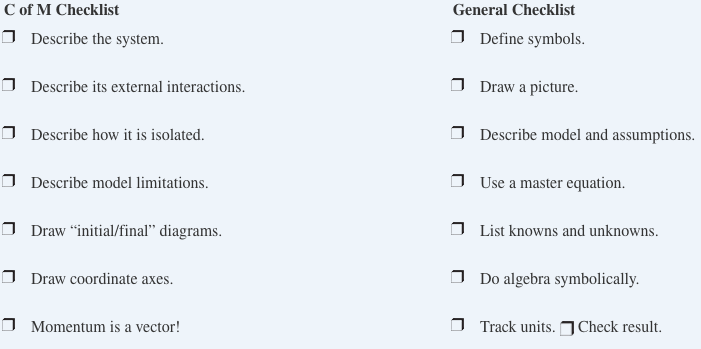 C of M Checklist
❐ Describe the system.
❐ Describe its external interactions.
❐ Describe how it is isolated.
❐ Describe model limitations.
❐ Draw “initial/final” diagrams.
❐ Draw coordinate axes.
❐ Momentum is a vector!
General Checklist
❐ Define symbols.
❐ Draw a picture.
❐ Describe model and assumptions.
❐ Use a master equation.
❐ List knowns and unknowns.
❐ Do algebra symbolically.
❐ Track units. ❐ Check result.